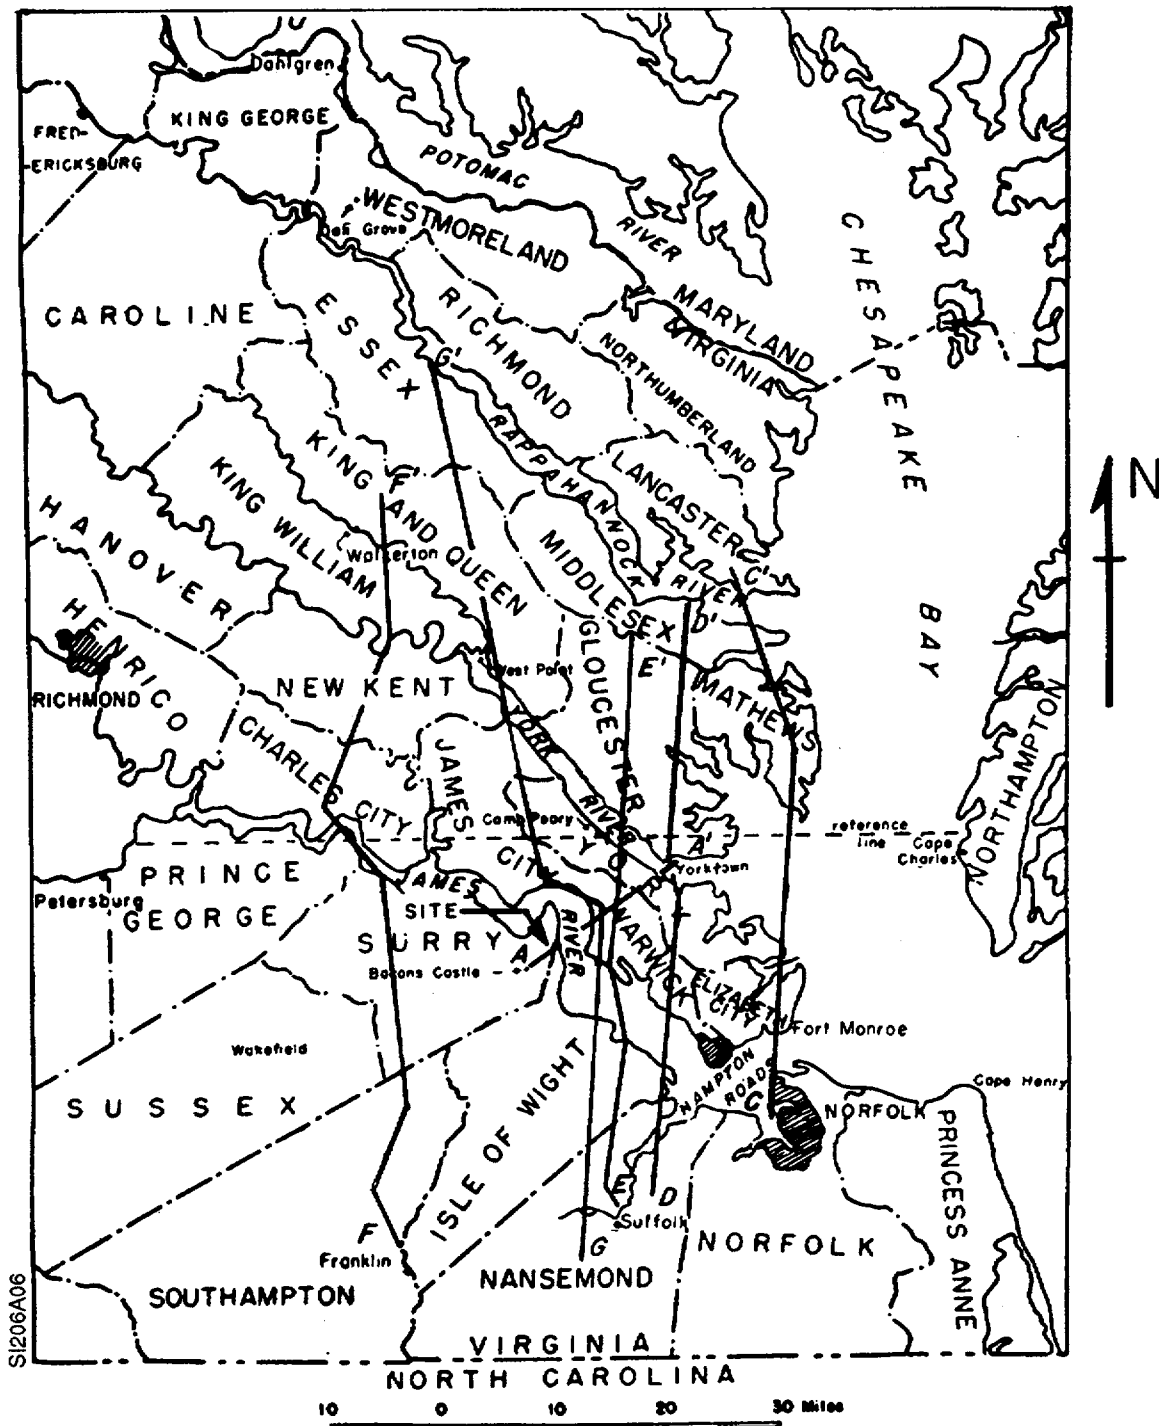 Dahlgren
KING GEORGE
FRED-
ERICKSBURG
POTOMAC
RIVER
WESTMORELAND
CHESAPEAKE
BAY
MARYLAND
VIRGINIA
CAROLINE
ESSEX
RICHMOND
NORTHUMBERLAND
G'
RAPPAHANNOCK
RIVER
LANCASTER
KING
AND QUEEN
F'
KING WILLIAM
Walkerton
N
HANOVER
MIDDLESEX
C'
D'
HENRICO
RICHMOND
West Point
E'
NEW KENT
GLOUCESTER
MATHEWS
NORTHAMPTON
YORK
RIVER
CHARLES CITY
JAMES
CITY
Camp Peary
A'
reference
line
Cape
Charles
PRINCE
GEORGE
Petersburg
Yorktown
JAMES
RIVER
SITE
SURRY
A
WARWICK
Bacons Castle
ELIZABETH
CITY
Fort Monroe
Wakefield
HAMPTON
ROADS
Cape Henry
SUSSEX
C
NORFOLK
ISLE OF WIGHT
PRINCESS ANNE
E
D
F
Suffolk
Franklin
G
NORFOLK
NANSEMOND
SOUTHAMPTON
SI206A06
VIRGINIA
NORTH CAROLINA
10 0 10 20 30 Miles